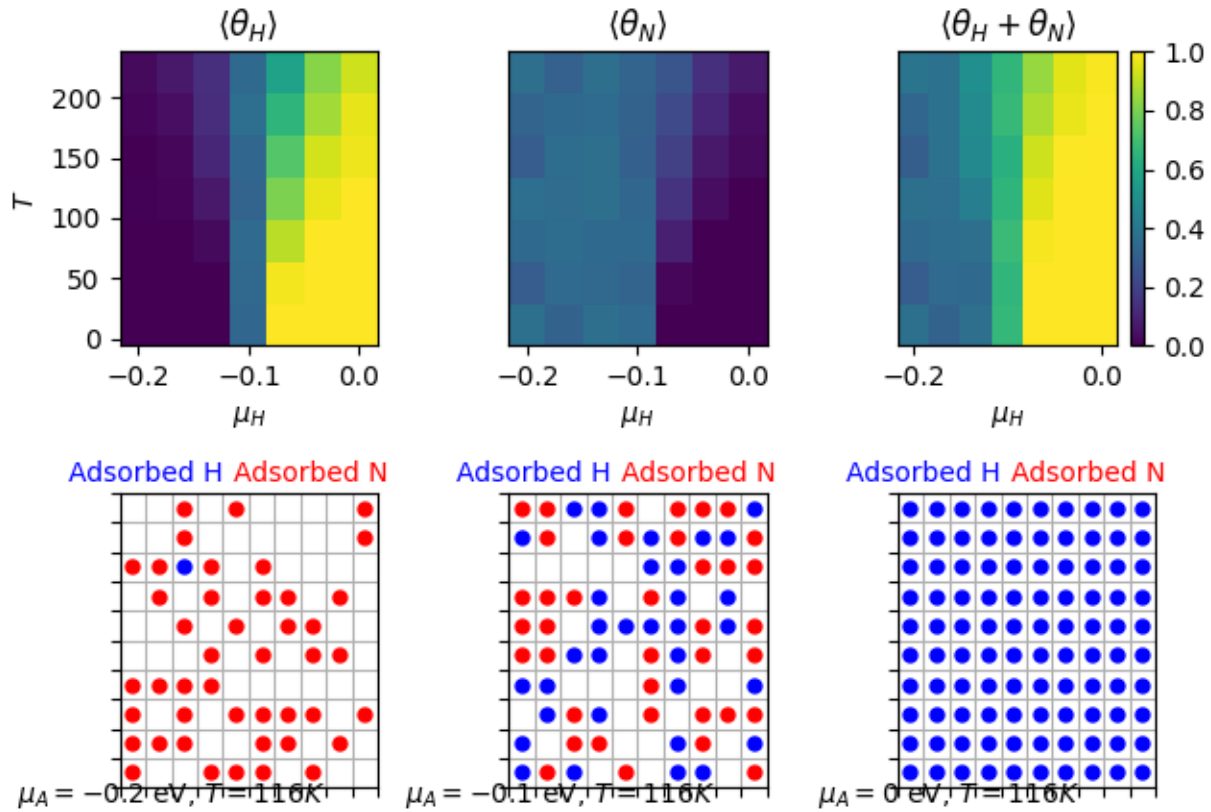 ⟨θ_H⟩ ⟨θ_N⟩ ⟨θ_H + θ_N⟩
T
200
150
100
50
0
−0.2 −0.1 0.0
μ_H
−0.2 −0.1 0.0
μ_H
−0.2 0.0
μ_H
1.0
0.8
0.6
0.4
0.2
0.0
Adsorbed H Adsorbed N
Adsorbed H Adsorbed N
Adsorbed H Adsorbed N
μ_A = −0.2 eV, T = 116K
μ_A = −0.1 eV, T = 116K
μ_A = 0 eV, T = 116K